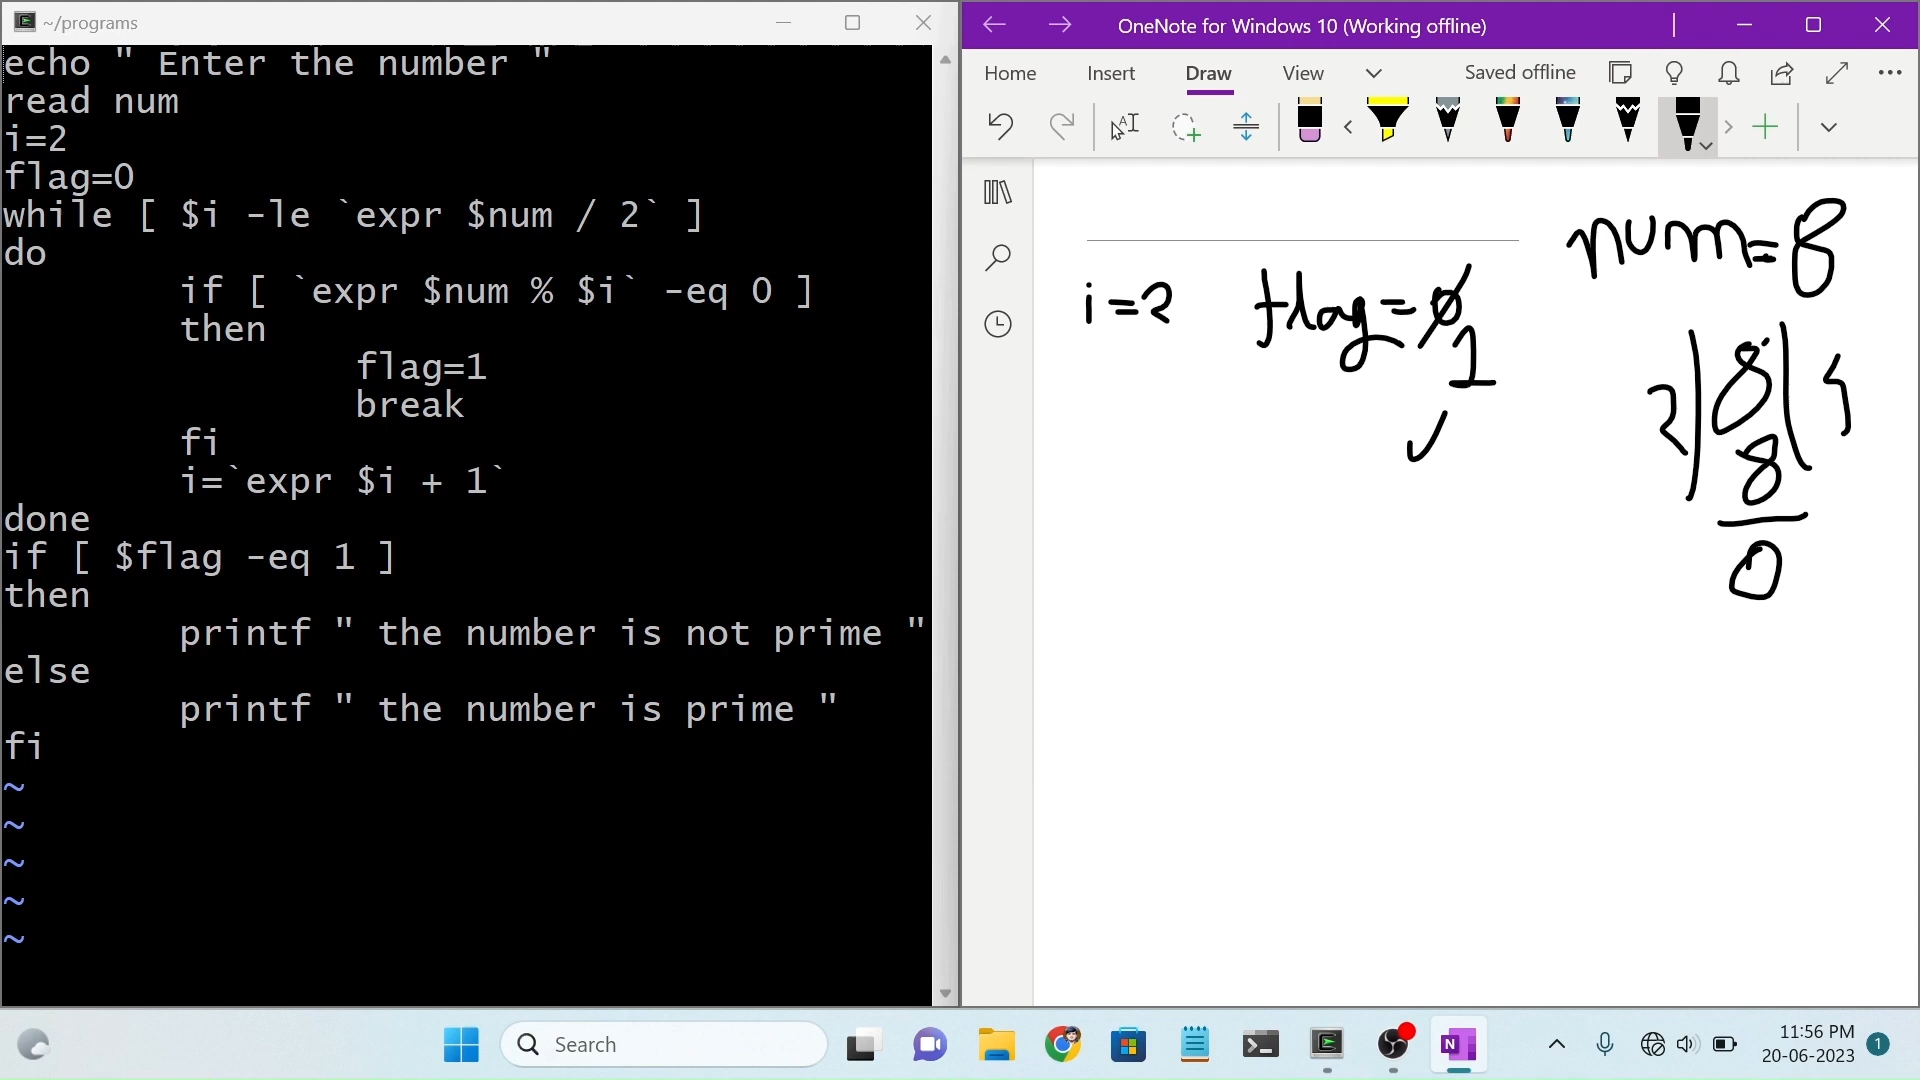 ~/programs
echo " Enter the number "
read num
i=2
flag=0
while [ $i -le `expr $num / 2` ]
do
if [ `expr $num % $i` -eq 0 ]
then
flag=1
break
fi
i=`expr $i + 1`
done
if [ $flag -eq 1 ]
then
printf " the number is not prime "
else
printf " the number is prime "
fi
~
~
~
~
~
OneNote for Windows 10 (Working offline)
Home Insert Draw View Saved offline
num=8
i=2 flag=0
1
2 8 4
8
0
Search
11:56 PM
20-06-2023
1